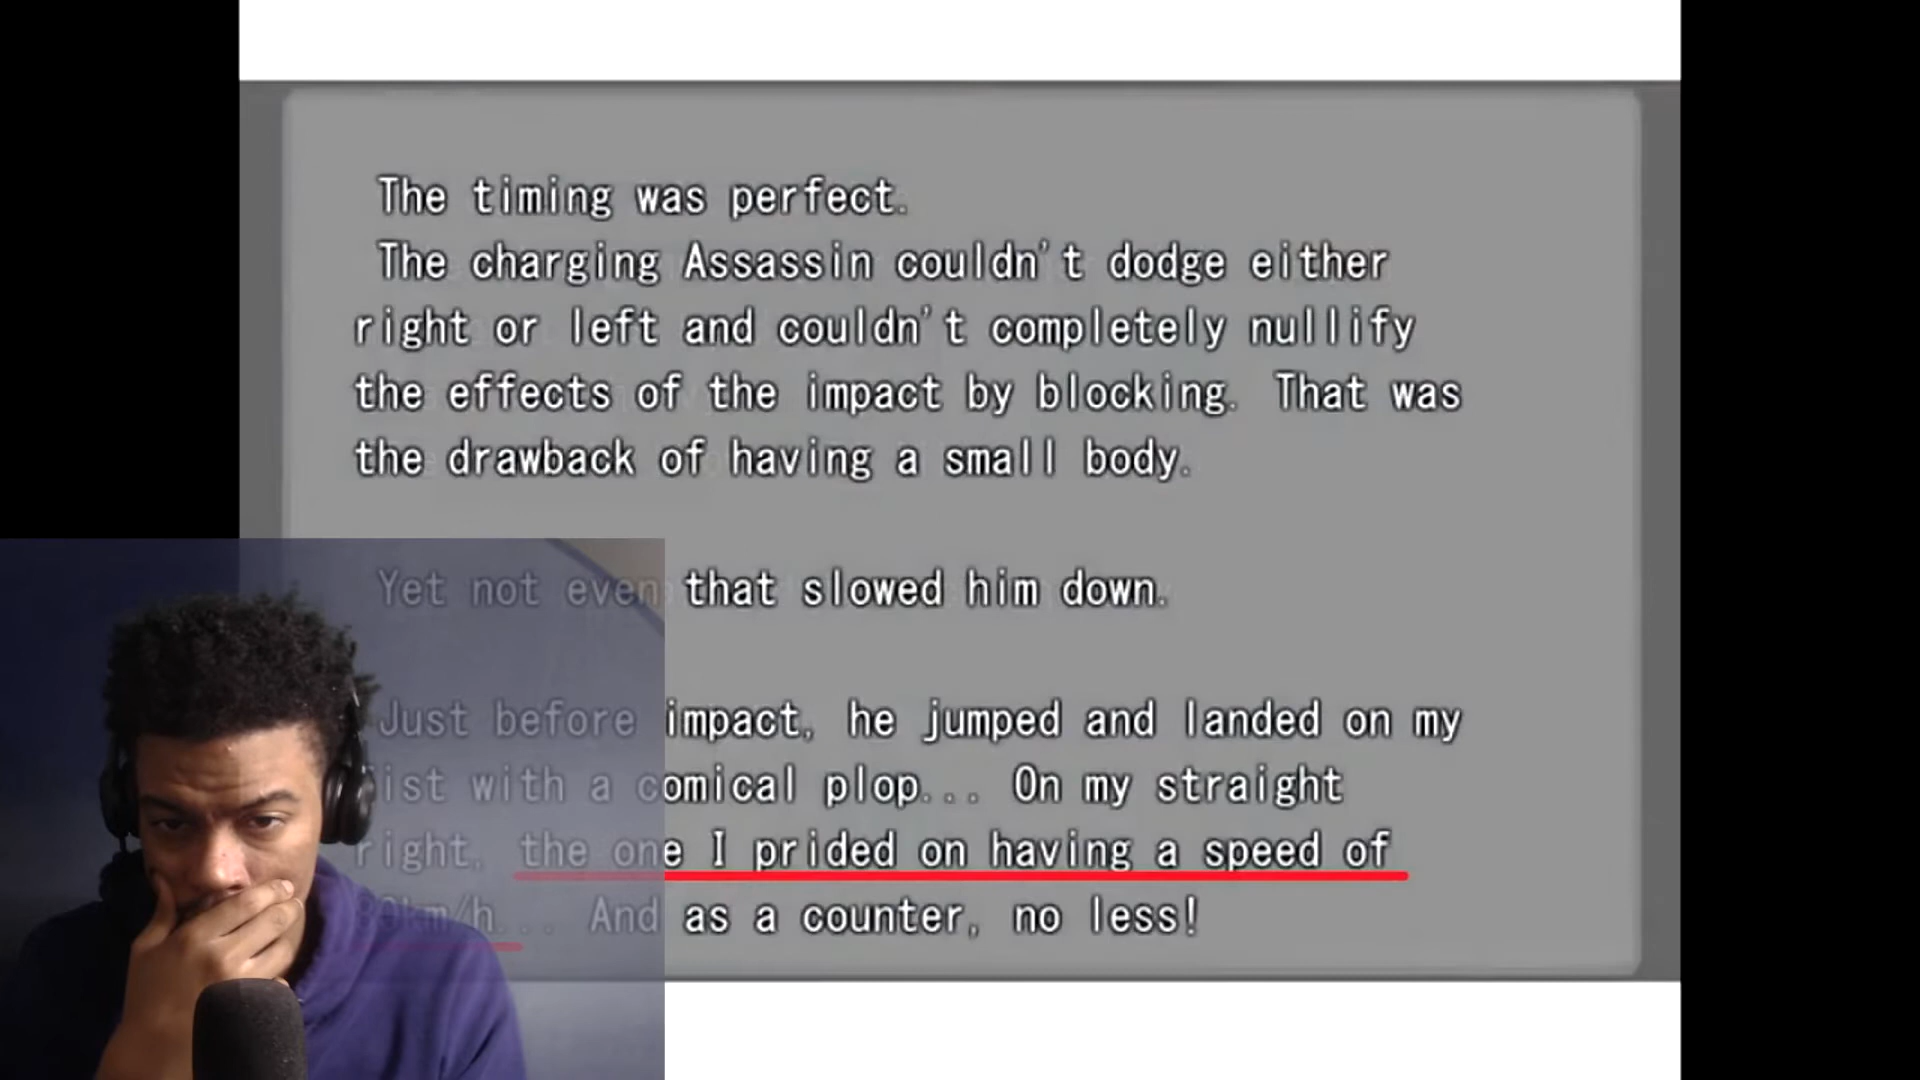 The timing was perfect.
The charging Assassin couldn't dodge either
right or left and couldn't completely nullify
the effects of the impact by blocking. That was
the drawback of having a small body.
Yet not even that slowed him down.
Just before impact, he jumped and landed on my
fist with a comical plop... On my straight
right, the one I prided on having a speed of
km/h... And as a counter, no less!